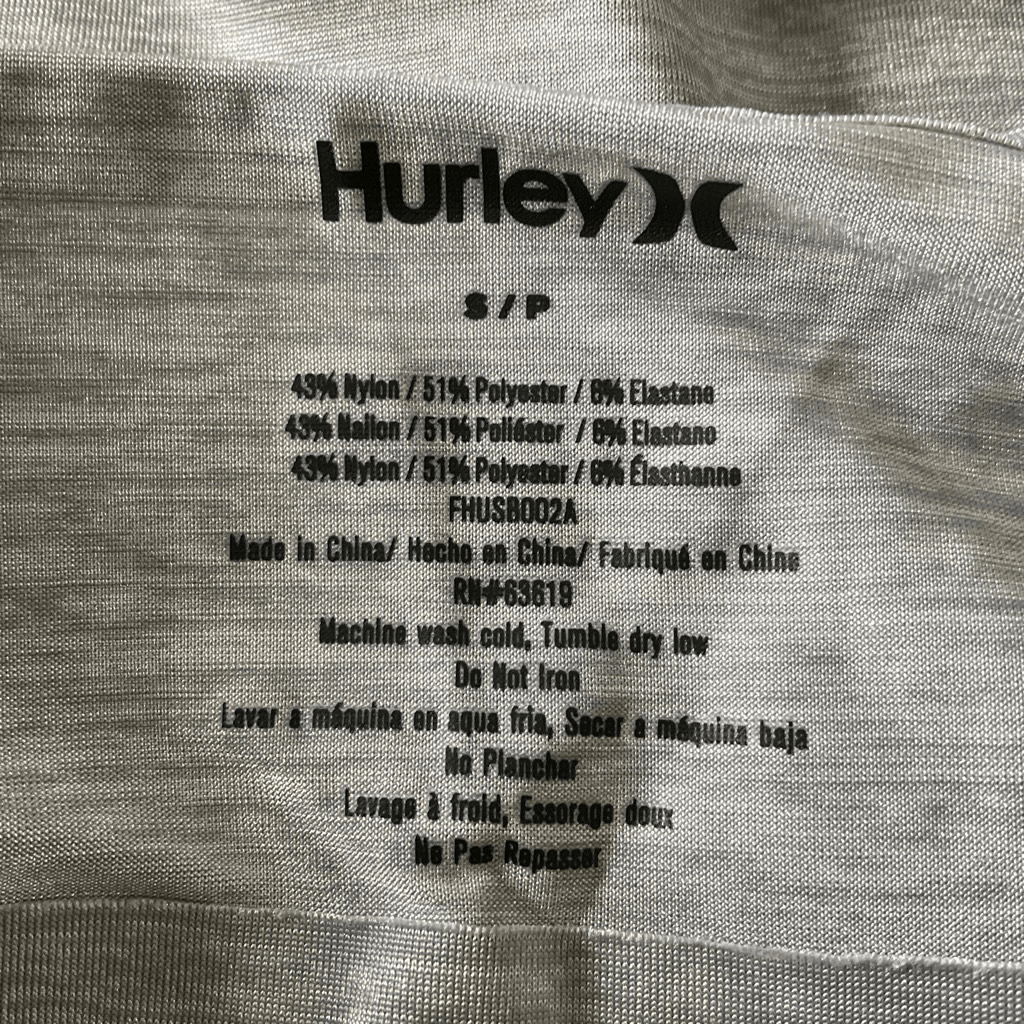 Hurley
S / P
43% Nylon / 51% Polyester / 6% Elastane
43% Nailon / 51% Poliéster / 6% Elastano
43% Nylon / 51% Polyester / 6% Élasthanne
FHUSB002A
Made in China/ Hecho en China/ Fabriqué en Chine
RN#63619
Machine wash cold, Tumble dry low
Do Not Iron
Lavar a máquina en aqua fria, Secar a máquina baja
No Planchar
Lavage à froid, Essorage doux
Ne Pas Repasser